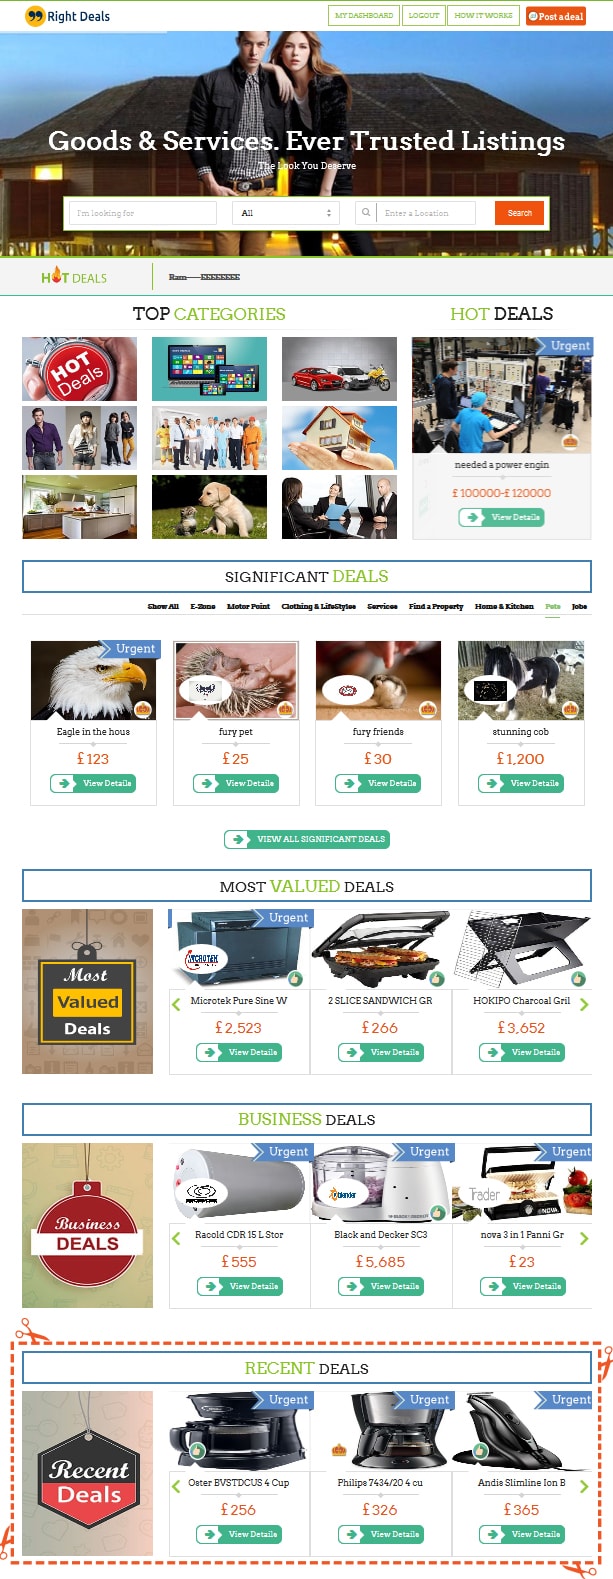 Right Deals
MY DASHBOARD
LOGOUT
HOW IT WORKS
Post a deal
Goods & Services. Ever Trusted Listings
The Look You Deserve
I'm looking for
All
Enter a Location
Search
HOT DEALS
TOP CATEGORIES
HOT DEALS
HOT
Deals
Urgent
needed a power engin
£ 100000-£ 120000
View Details
SIGNIFICANT DEALS
Show All E-Zone Motor Point Clothing & LifeStyles Services Find a Property Home & Kitchen Pets Jobs
Urgent
Eagle in the hous
£ 123
View Details
fury pet
£ 25
View Details
fury friends
£ 30
View Details
stunning cob
£ 1,200
View Details
VIEW ALL SIGNIFICANT DEALS
MOST VALUED DEALS
Most
Valued
Deals
Urgent
MICROTEK
Microtek Pure Sine W
£ 2,523
View Details
2 SLICE SANDWICH GR
£ 266
View Details
HOKIPO Charcoal Gril
£ 3,652
View Details
BUSINESS DEALS
Business
DEALS
Urgent
Racold CDR 15 L Stor
£ 555
View Details
Urgent
blender
BLACK & DECKER
Black and Decker SC3
£ 5,685
View Details
Urgent
Trader
NOVA
nova 3 in 1 Panni Gr
£ 23
View Details
RECENT DEALS
Recent
Deals
Urgent
Oster BVSTDCUS 4 Cup
£ 256
View Details
Urgent
Philips 7434/20 4 cu
£ 326
View Details
Urgent
Andis Slimline Ion B
£ 365
View Details